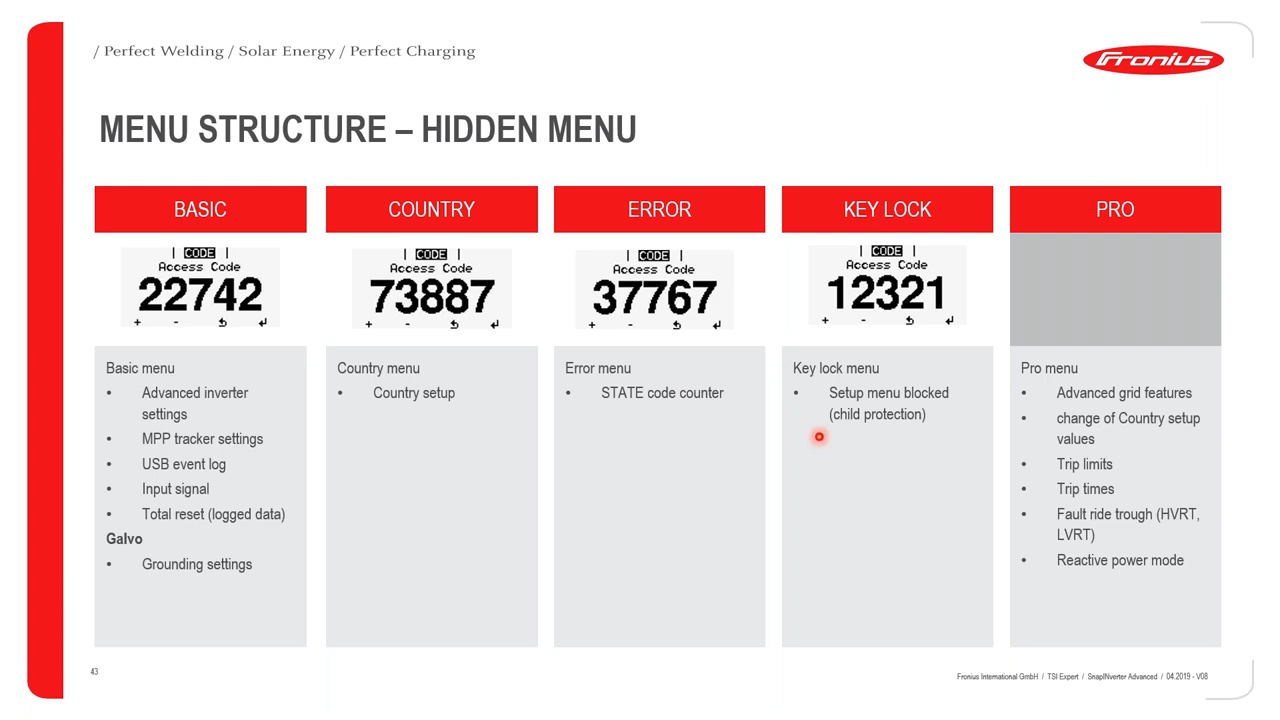 / Perfect Welding / Solar Energy / Perfect Charging
Fronius
MENU STRUCTURE – HIDDEN MENU
BASIC
CODE
Access Code
22742
+ - ↵
Basic menu
• Advanced inverter
settings
• MPP tracker settings
• USB event log
• Input signal
• Total reset (logged data)
Galvo
• Grounding settings
COUNTRY
CODE
Access Code
73887
+ - ↵
Country menu
• Country setup
ERROR
CODE
Access Code
37767
+ - ↵
Error menu
• STATE code counter
KEY LOCK
CODE
Access Code
12321
+ - ↵
Key lock menu
• Setup menu blocked
(child protection)
PRO
Pro menu
• Advanced grid features
• change of Country setup
values
• Trip limits
• Trip times
• Fault ride trough (HVRT,
LVRT)
• Reactive power mode
43
Fronius International GmbH / TSI Expert / SnapINverter Advanced / 04.2019 - V08